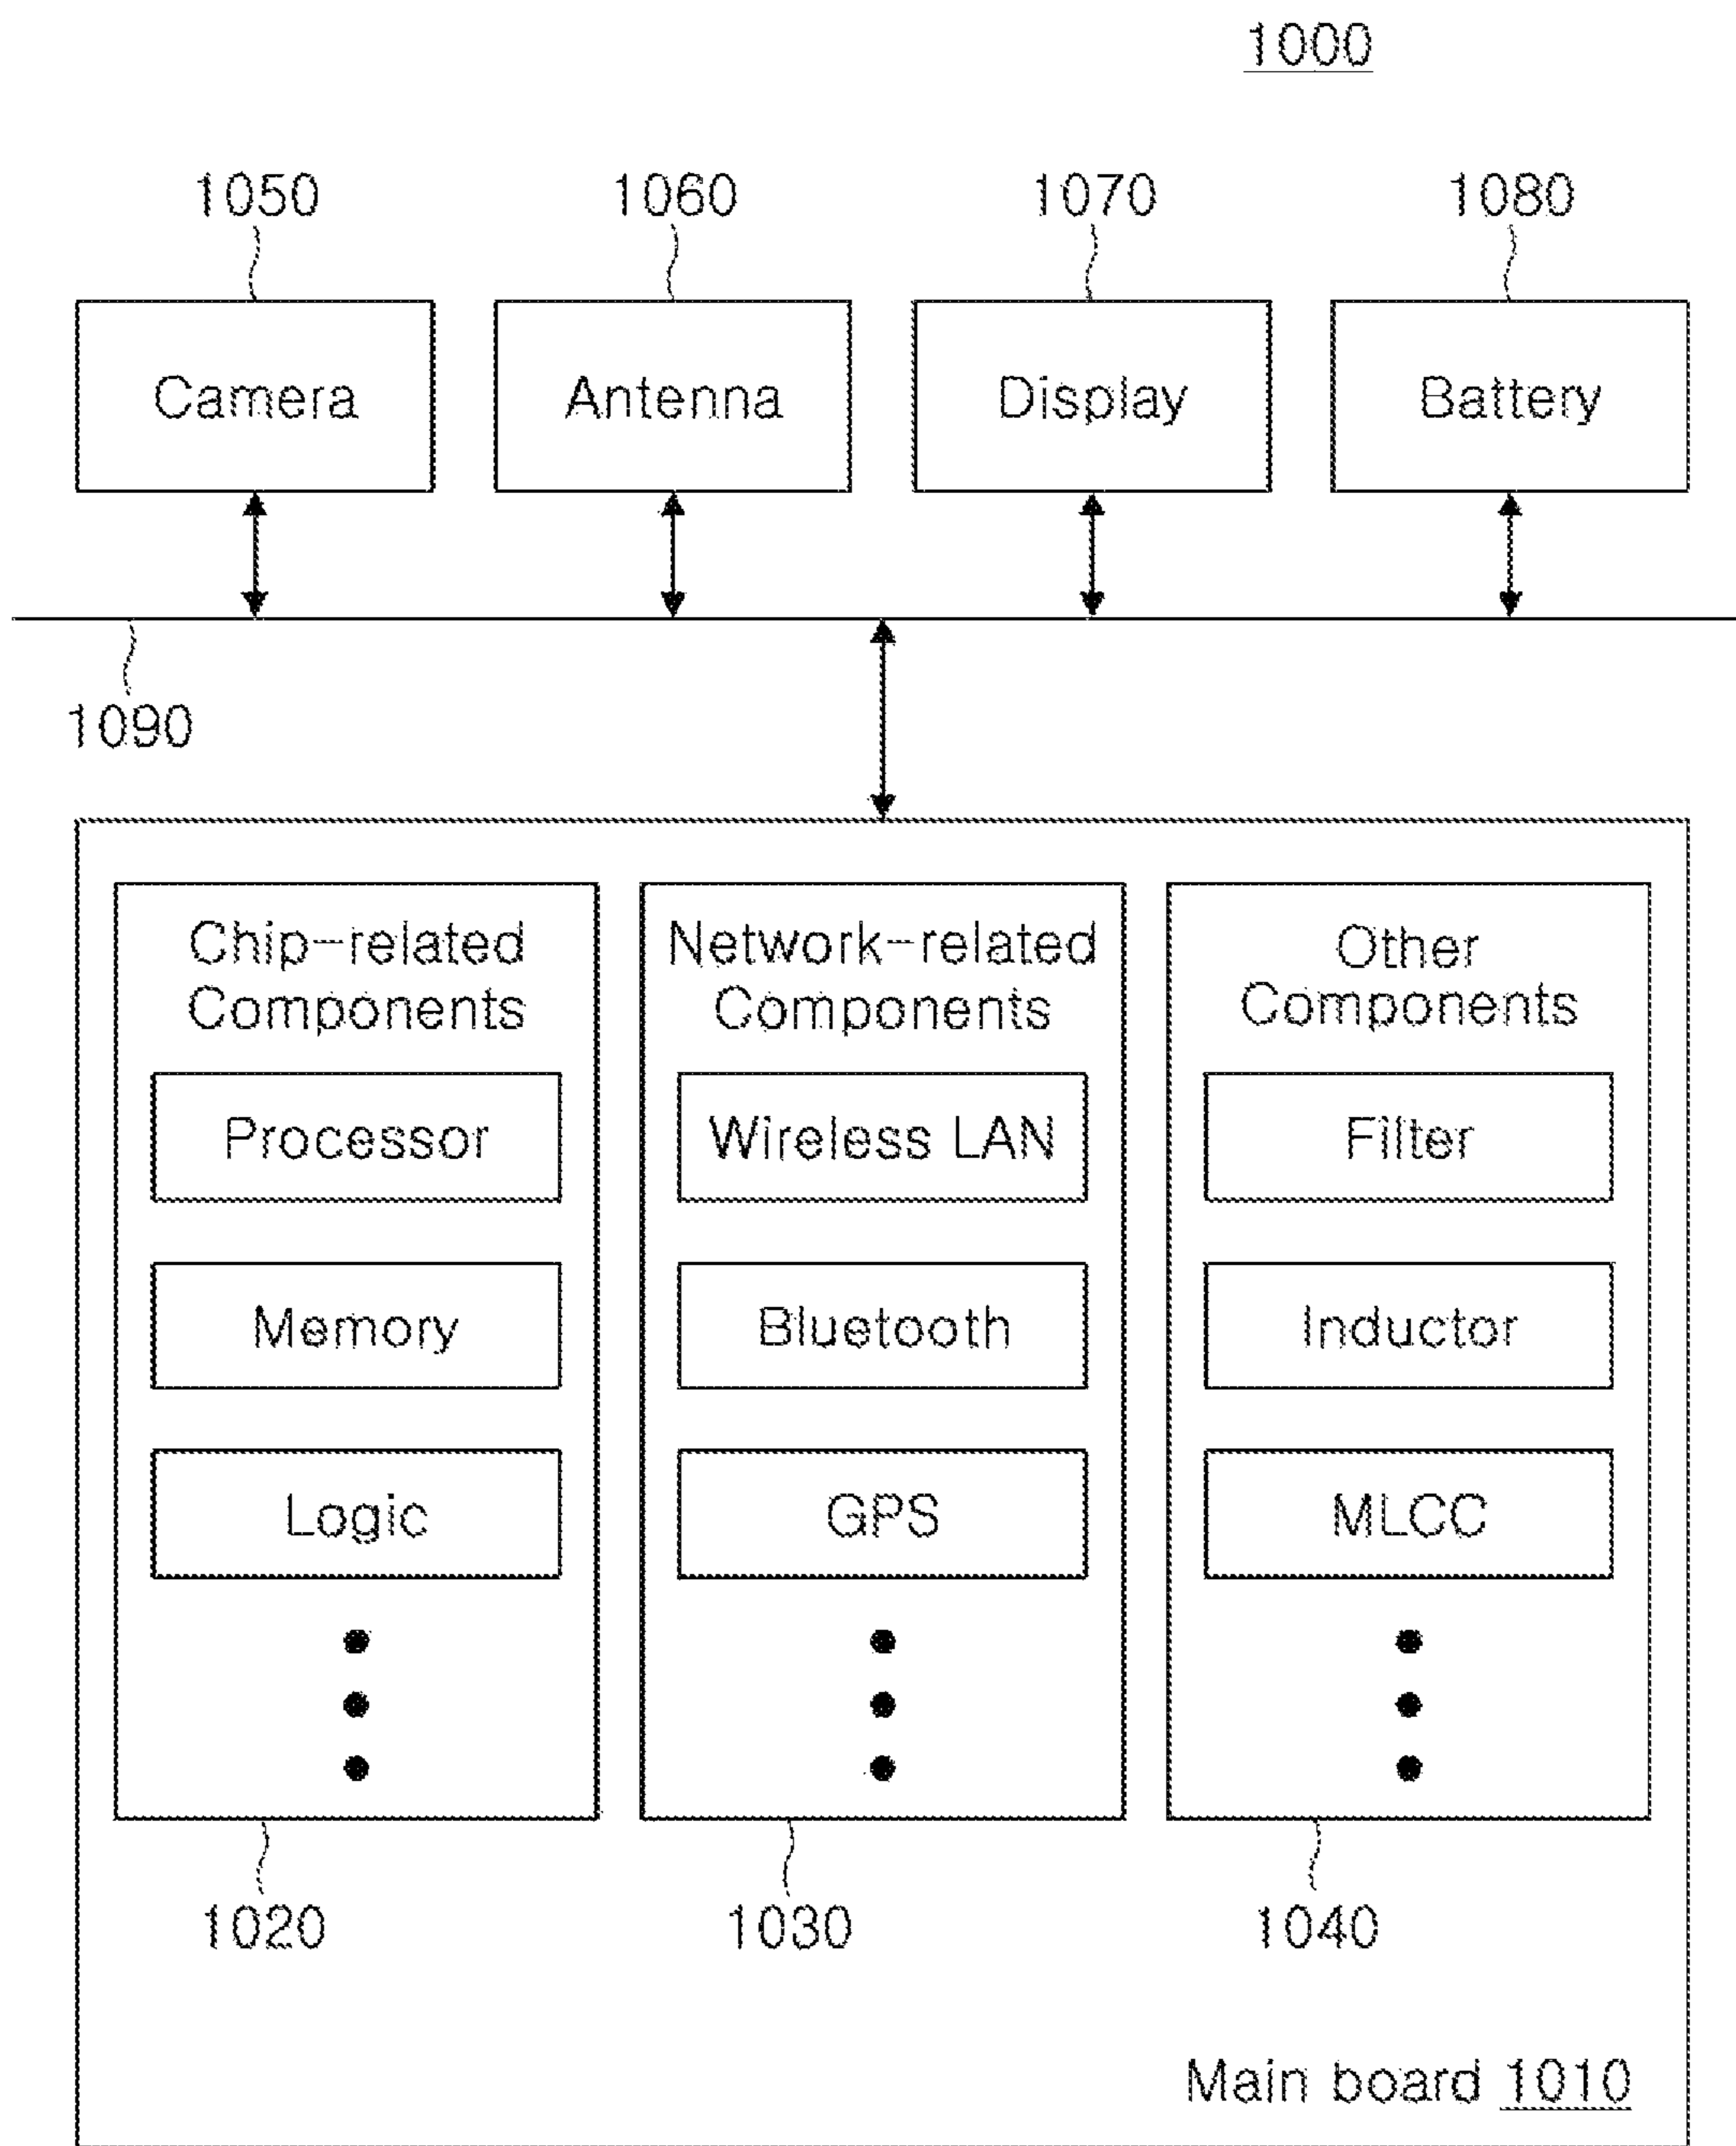 1000
1050
1060
1070
1080
Camera
Antenna
Display
Battery
1090
Chip-related
Components
Processor
Memory
Logic
Network-related
Components
Wireless LAN
Bluetooth
GPS
Other
Components
Filter
Inductor
MLCC
1020
1030
1040
Main board 1010